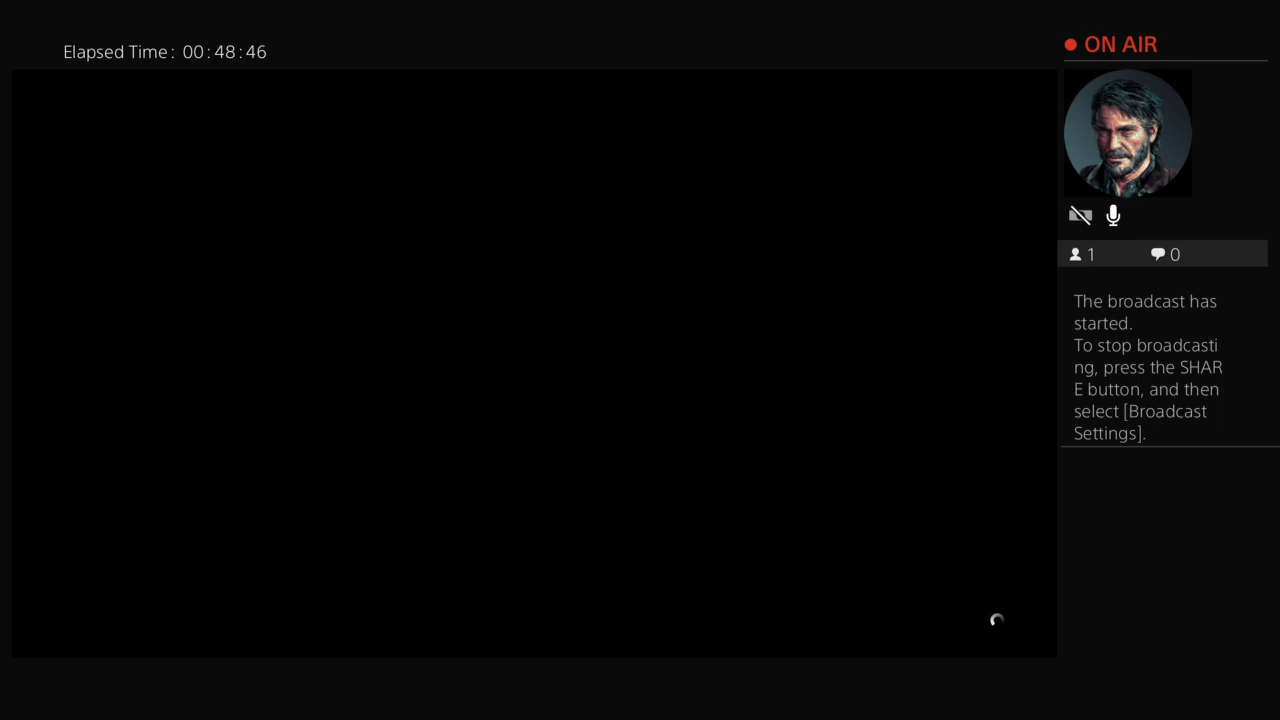 Elapsed Time: 00:48:46
ON AIR
1 0
The broadcast has
started.
To stop broadcasti
ng, press the SHAR
E button, and then
select [Broadcast
Settings].